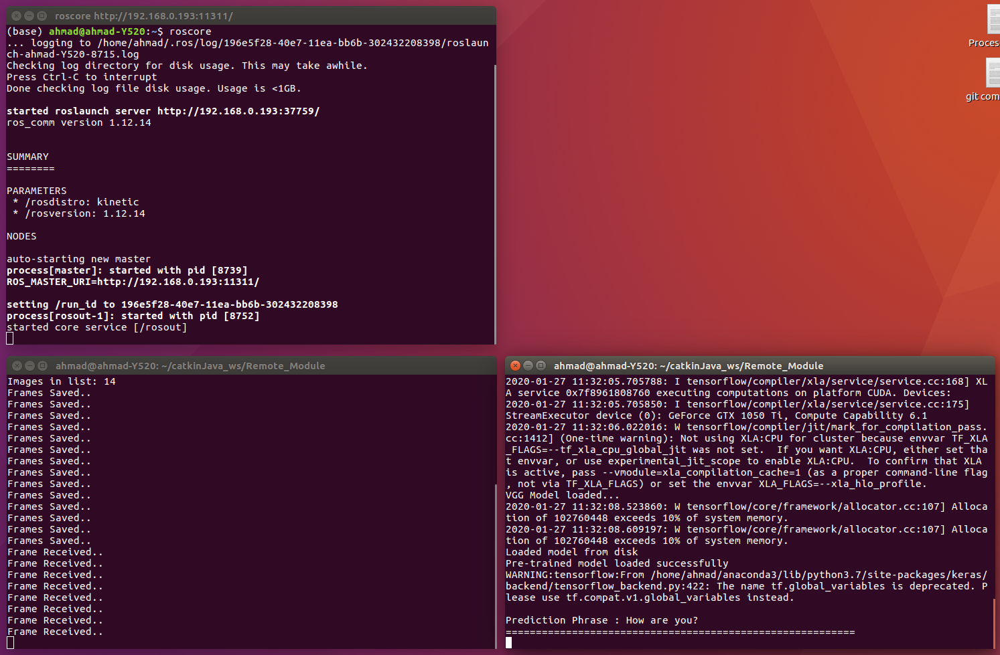 roscore http://192.168.0.193:11311/
(base) ahmad@ahmad-Y520:~$ roscore
... logging to /home/ahmad/.ros/log/196e5f28-40e7-11ea-bb6b-302432208398/roslaun
ch-ahmad-Y520-8715.log
Checking log directory for disk usage. This may take awhile.
Press Ctrl-C to interrupt
Done checking log file disk usage. Usage is <1GB.
started roslaunch server http://192.168.0.193:37759/
ros_comm version 1.12.14
SUMMARY
========
PARAMETERS
* /rosdistro: kinetic
* /rosversion: 1.12.14
NODES
auto-starting new master
process[master]: started with pid [8739]
ROS_MASTER_URI=http://192.168.0.193:11311/
setting /run_id to 196e5f28-40e7-11ea-bb6b-302432208398
process[rosout-1]: started with pid [8752]
started core service [/rosout]
Proces
git com
ahmad@ahmad-Y520: ~/catkinJava_ws/Remote_Module
Images in list: 14
Frames Saved..
Frames Saved..
Frames Saved..
Frames Saved..
Frames Saved..
Frames Saved..
Frames Saved..
Frames Saved..
Frames Saved..
Frames Saved..
Frames Saved..
Frames Saved..
Frames Saved..
Frames Saved..
Frame Received..
Frame Received..
Frame Received..
Frame Received..
Frame Received..
Frame Received..
Frame Received..
Frame Received..
ahmad@ahmad-Y520: ~/catkinJava_ws/Remote_Module
2020-01-27 11:32:05.705788: I tensorflow/compiler/xla/service/service.cc:168] XL
A service 0x7f8961808760 executing computations on platform CUDA. Devices:
2020-01-27 11:32:05.705850: I tensorflow/compiler/xla/service/service.cc:175]
StreamExecutor device (0): GeForce GTX 1050 Ti, Compute Capability 6.1
2020-01-27 11:32:06.022016: W tensorflow/compiler/jit/mark_for_compilation_pass.
cc:1412] (One-time warning): Not using XLA:CPU for cluster because envvar TF_XLA
_FLAGS=--tf_xla_cpu_global_jit was not set.  If you want XLA:CPU, either set tha
t envvar, or use experimental_jit_scope to enable XLA:CPU.  To confirm that XLA
is active, pass --vmodule=xla_compilation_cache=1 (as a proper command-line flag
, not via TF_XLA_FLAGS) or set the envvar XLA_FLAGS=--xla_hlo_profile.
VGG Model loaded...
2020-01-27 11:32:08.523860: W tensorflow/core/framework/allocator.cc:107] Alloca
tion of 102760448 exceeds 10% of system memory.
2020-01-27 11:32:08.609197: W tensorflow/core/framework/allocator.cc:107] Alloca
tion of 102760448 exceeds 10% of system memory.
Loaded model from disk
Pre-trained model loaded successfully
WARNING:tensorflow:From /home/ahmad/anaconda3/lib/python3.7/site-packages/keras/
backend/tensorflow_backend.py:422: The name tf.global_variables is deprecated. P
lease use tf.compat.v1.global_variables instead.
Prediction Phrase : How are you?
==========================================================